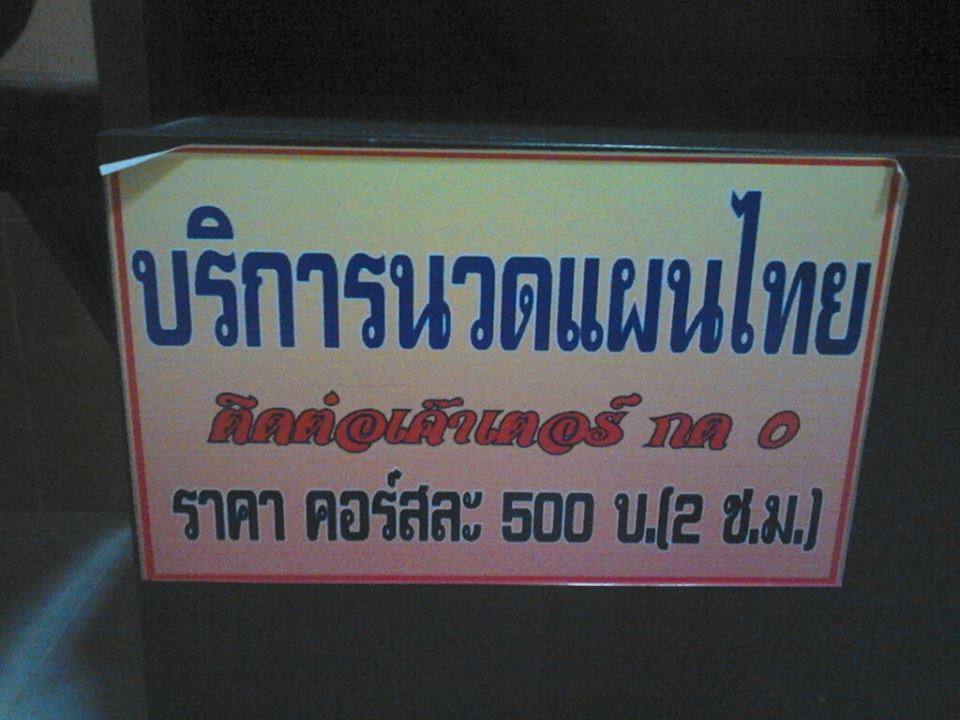 บริการนวดแผนไทย
ติดต่อเค้าเตอร์ กด 0
ราคา คอร์สละ 500 บ.(2 ช.ม.)